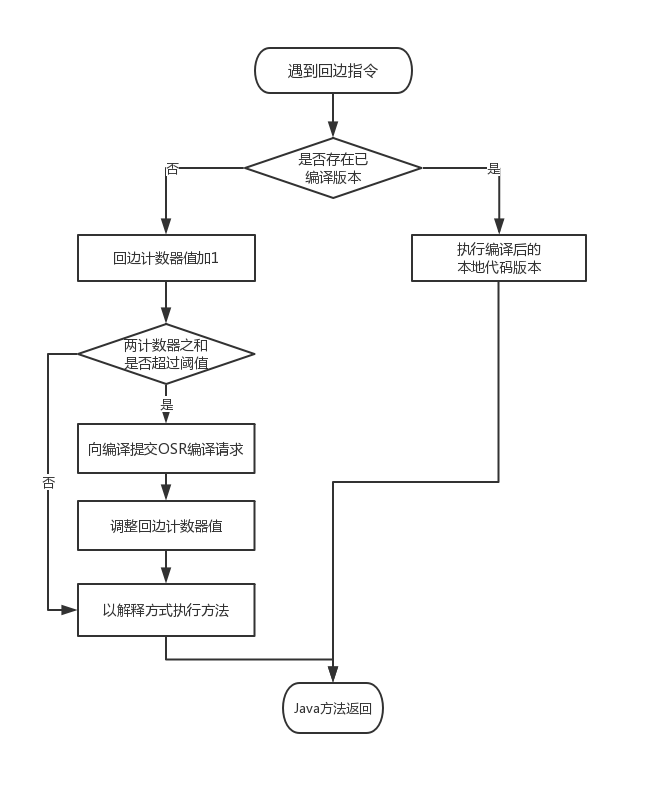 遇到回边指令
是否存在已
编译版本
否
是
回边计数器值加1
执行编译后的
本地代码版本
两计数器之和
是否超过阈值
是
向编译提交OSR编译请求
否
调整回边计数器值
以解释方式执行方法
Java方法返回